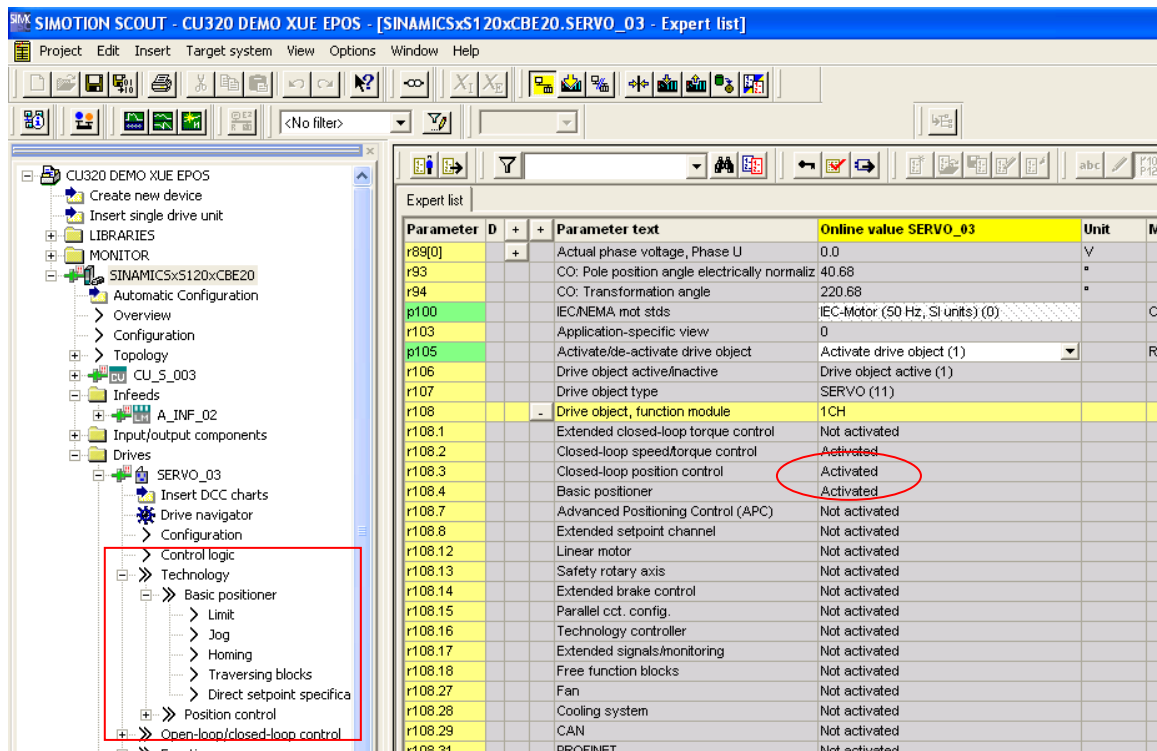 SIMOTION SCOUT - CU320 DEMO XUE EPOS - [SINAMICSxS120xCBE20.SERVO_03 - Expert list]
Project Edit Insert Target system View Options Window Help
<No filter>
CU320 DEMO XUE EPOS
Create new device
Insert single drive unit
LIBRARIES
MONITOR
SINAMICSxS120xCBE20
Automatic Configuration
Overview
Configuration
Topology
CU_S_003
Infeeds
A_INF_02
Input/output components
Drives
SERVO_03
Insert DCC charts
Drive navigator
Configuration
Control logic
Technology
Basic positioner
Limit
Jog
Homing
Traversing blocks
Direct setpoint specifica
Position control
Open-loop/closed-loop control
abc
Expert list
Parameter D + + Parameter text Online value SERVO_03 Unit M
r89[0] + Actual phase voltage, Phase U 0.0 V
r93 CO: Pole position angle electrically normaliz 40.68 °
r94 CO: Transformation angle 220.68 °
p100 IEC/NEMA mot stds IEC-Motor (50 Hz, SI units) (0) C
r103 Application-specific view 0
p105 Activate/de-activate drive object Activate drive object (1) R
r106 Drive object active/inactive Drive object active (1)
r107 Drive object type SERVO (11)
r108 - Drive object, function module 1CH
r108.1 Extended closed-loop torque control Not activated
r108.2 Closed-loop speed/torque control Activated
r108.3 Closed-loop position control Activated
r108.4 Basic positioner Activated
r108.7 Advanced Positioning Control (APC) Not activated
r108.8 Extended setpoint channel Not activated
r108.12 Linear motor Not activated
r108.13 Safety rotary axis Not activated
r108.14 Extended brake control Not activated
r108.15 Parallel cct. config. Not activated
r108.16 Technology controller Not activated
r108.17 Extended signals/monitoring Not activated
r108.18 Free function blocks Not activated
r108.27 Fan Not activated
r108.28 Cooling system Not activated
r108.29 CAN Not activated
r108.31 PROFINET Not activated